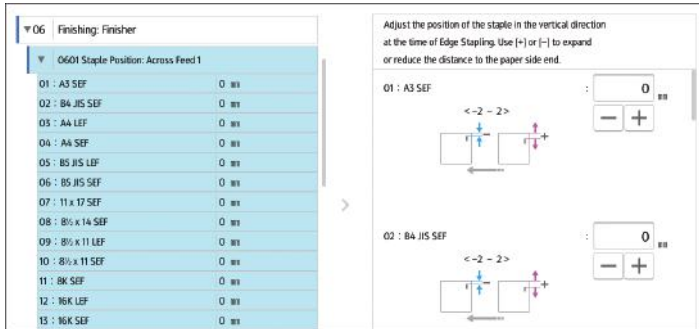 ▼06 Finishing: Finisher
▼ 0601 Staple Position: Across Feed 1
01 : A3 SEF 0 mm
02 : B4 JIS SEF 0 mm
03 : A4 LEF 0 mm
04 : A4 SEF 0 mm
05 : B5 JIS LEF 0 mm
06 : B5 JIS SEF 0 mm
07 : 11 x 17 SEF 0 mm
08 : 8½ x 14 SEF 0 mm
09 : 8½ x 11 LEF 0 mm
10 : 8½ x 11 SEF 0 mm
11 : 8K SEF 0 mm
12 : 16K LEF 0 mm
13 : 16K SEF 0 mm
Adjust the position of the staple in the vertical direction
at the time of Edge Stapling. Use [+] or [−] to expand
or reduce the distance to the paper side end.
01 : A3 SEF : 0 mm
<-2 - 2>
− +
− +
02 : B4 JIS SEF : 0 mm
<-2 - 2>
− +
− +